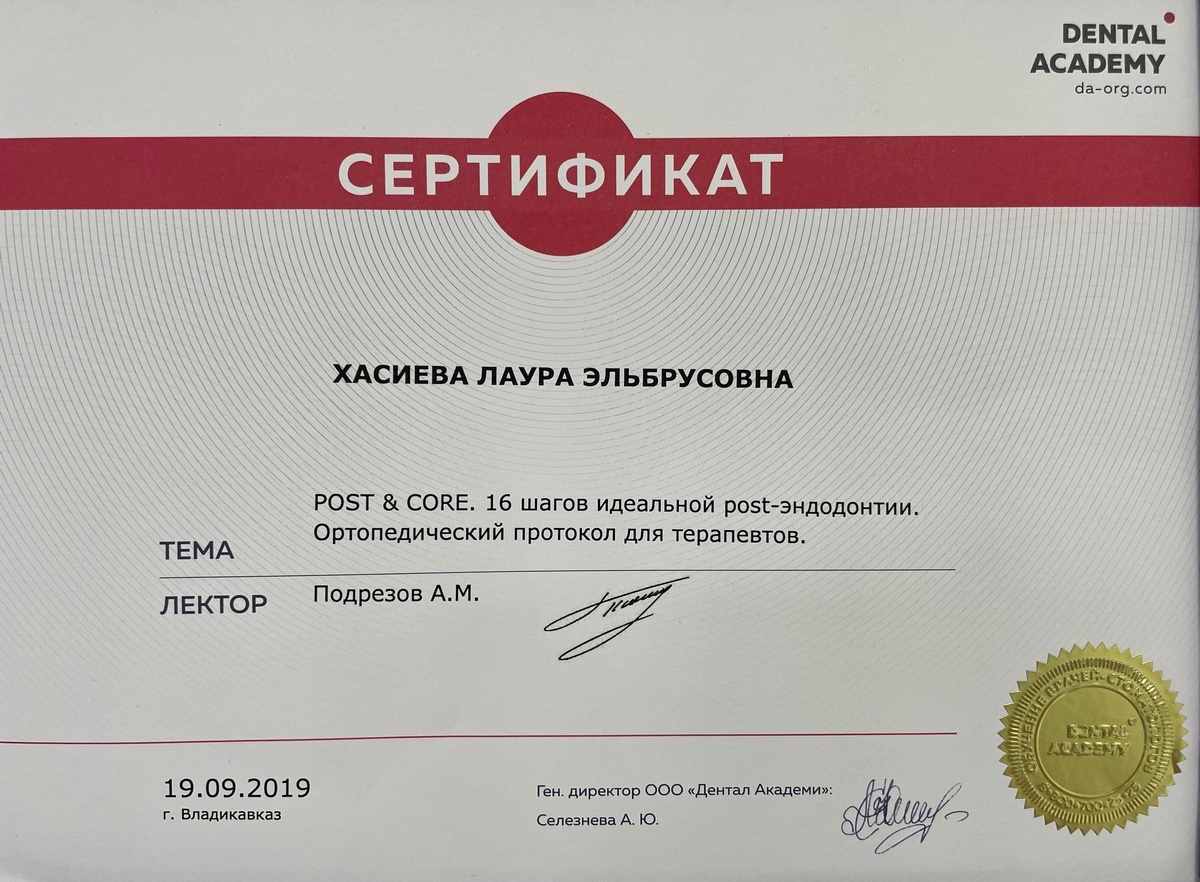 DENTAL
ACADEMY
da-org.com
СЕРТИФИКАТ
ХАСИЕВА ЛАУРА ЭЛЬБРУСОВНА
POST & CORE. 16 шагов идеальной post-эндодонтии.
Ортопедический протокол для терапевтов.
ТЕМА
ЛЕКТОР
Подрезов А.М.
19.09.2019
г. Владикавказ
Ген. директор ООО «Дентал Академи»:
Селезнева А. Ю.
ОБУЧЕНИЕ ВРАЧЕЙ-СТОМАТОЛОГОВ
DENTAL
ACADEMY